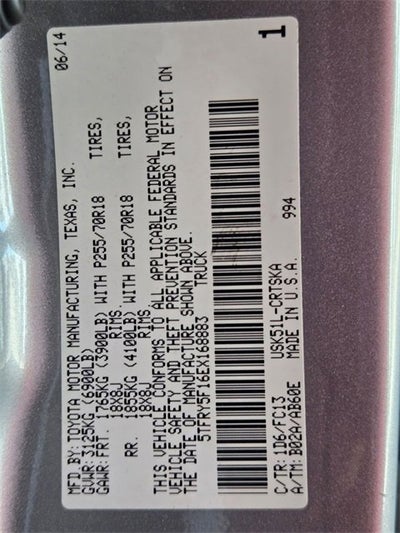 MFD BY: TOYOTA MOTOR MANUFACTURING, TEXAS, INC. 06/14
GVWR: 3125KG (6900LB)
GAWR: FRT. 1765KG (3900LB) WITH P255/70R18 TIRES,
18X8J RIMS.
RR. 1855KG (4100LB) WITH P255/70R18 TIRES,
18X8J RIMS
THIS VEHICLE CONFORMS TO ALL APPLICABLE FEDERAL MOTOR
VEHICLE SAFETY AND THEFT PREVENTION STANDARDS IN EFFECT ON
THE DATE OF MANUFACTURE SHOWN ABOVE.
5TFRY5F16EX168883 TRUCK
C/TR: 1D6/FC13 USK51L-CRTSKA 994
A/TM: B02A/AB60E MADE IN U.S.A. 1